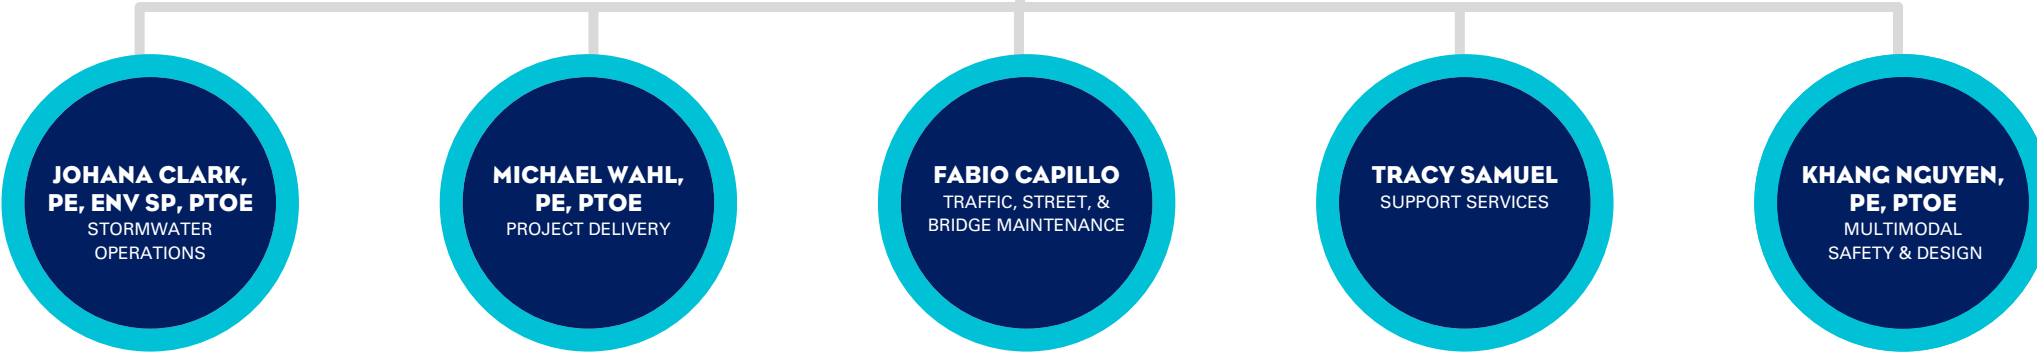 JOHANA CLARK,
PE, ENV SP, PTOE
STORMWATER
OPERATIONS
MICHAEL WAHL,
PE, PTOE
PROJECT DELIVERY
FABIO CAPILLO
TRAFFIC, STREET, &
BRIDGE MAINTENANCE
TRACY SAMUEL
SUPPORT SERVICES
KHANG NGUYEN,
PE, PTOE
MULTIMODAL
SAFETY & DESIGN